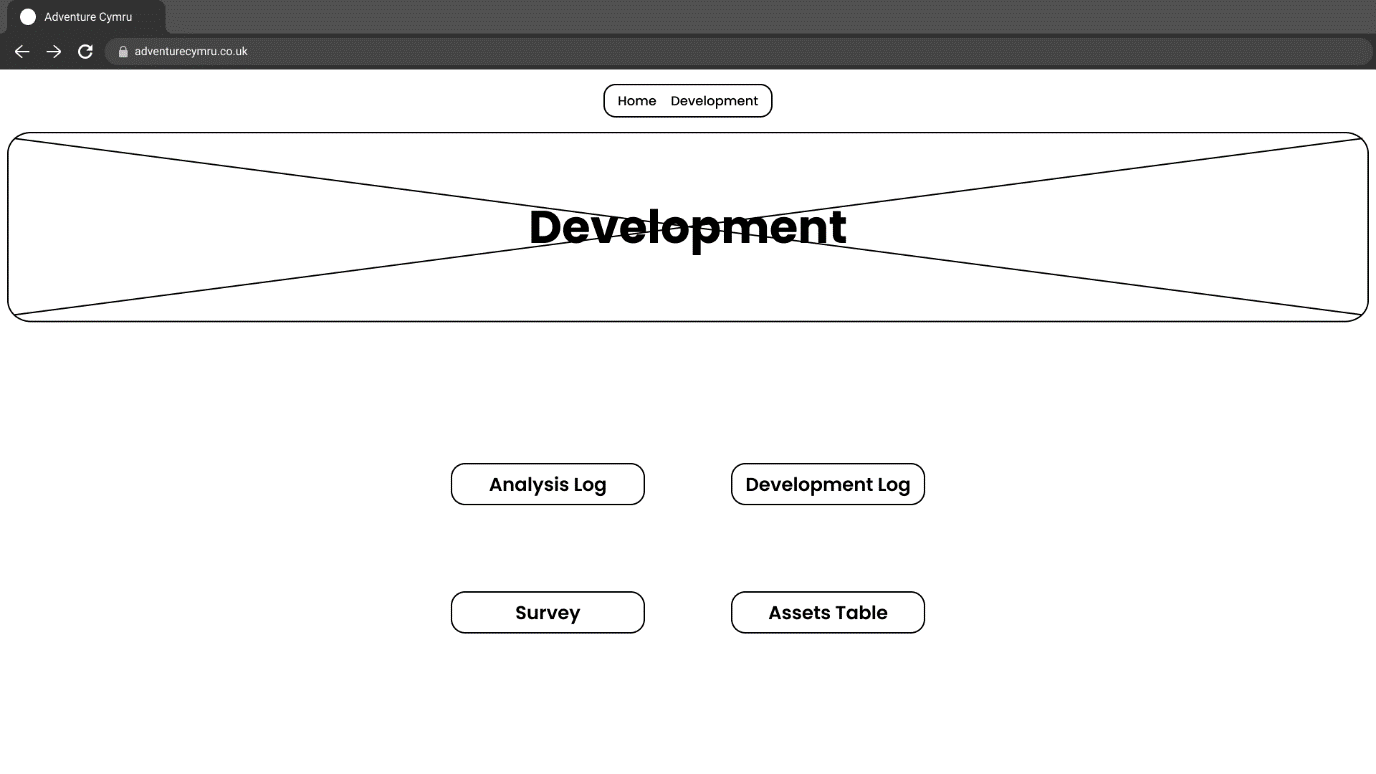 Adventure Cymru
adventurecymru.co.uk
Home Development
Development
Analysis Log Development Log
Survey Assets Table